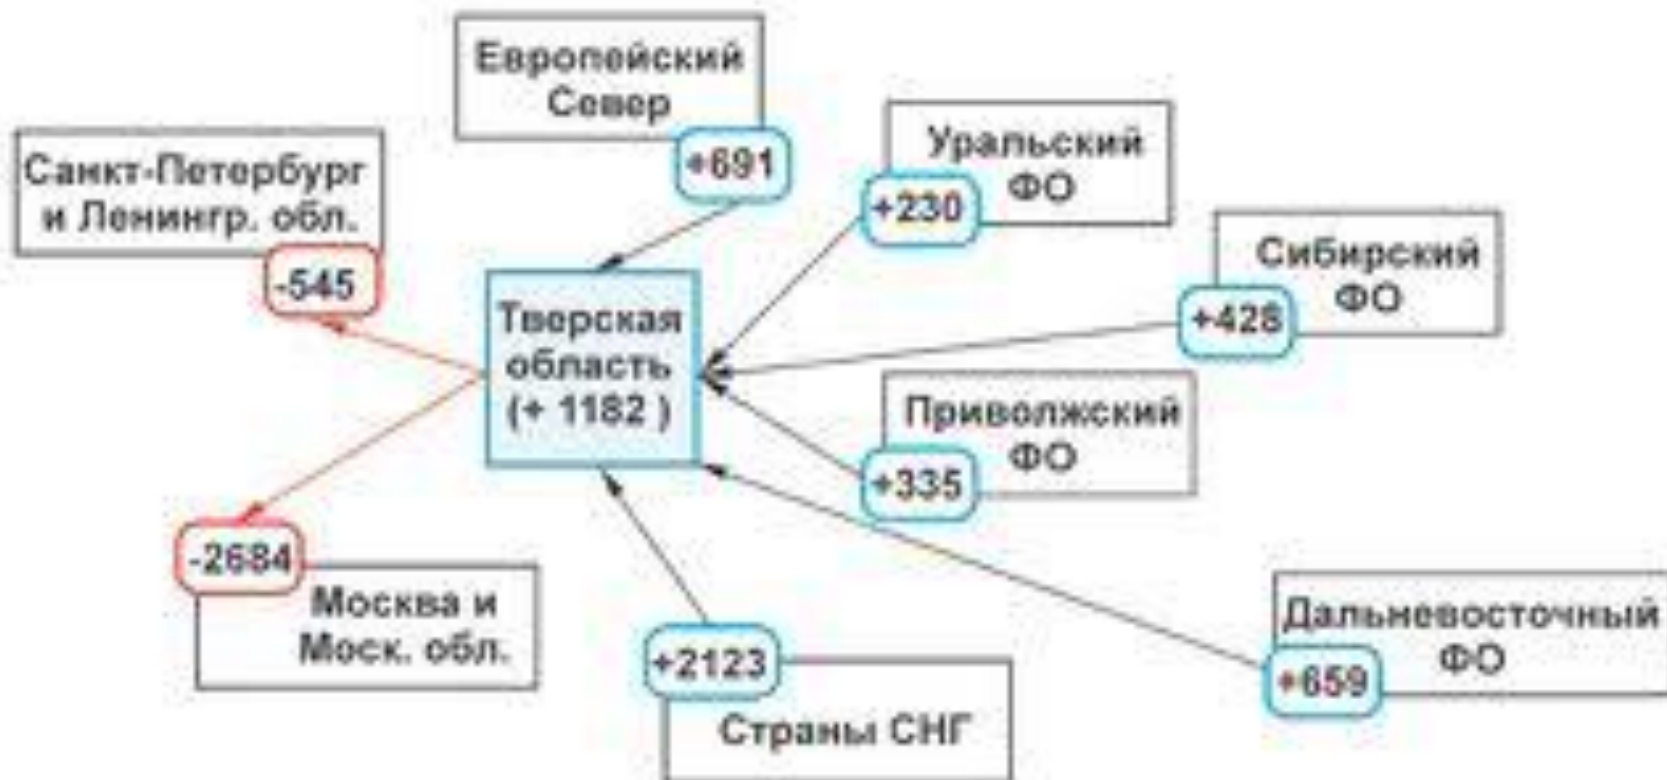 Европейский
Север
+691
Уральский
ФО
+230
Санкт-Петербург
и Ленингр. обл.
-545
Сибирский
ФО
+428
Тверская
область
(+ 1182 )
Приволжский
ФО
+335
-2684
Москва и
Моск. обл.
+2123
Страны СНГ
Дальневосточный
ФО
+659